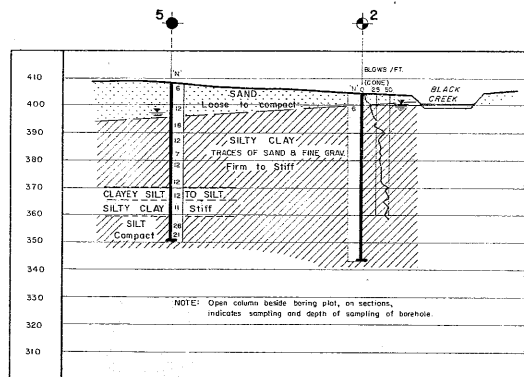 5
2
BLOWS /FT.
'N'
(CONE)
'N' 0 25 50
410
6
SAND
BLACK
CREEK
Loose to compact
400
12
6
16
390
12
SILTY CLAY
7
TRACES OF SAND & FINE GRAV.
380
12
Firm to Stiff
12
370
CLAYEY SILT
12
TO SILT
SILTY CLAY
11
Stiff
360
SILT
28
Compact
21
350
340
330
NOTE: Open column beside boring plot, on sections,
indicates sampling and depth of sampling of borehole.
320
310